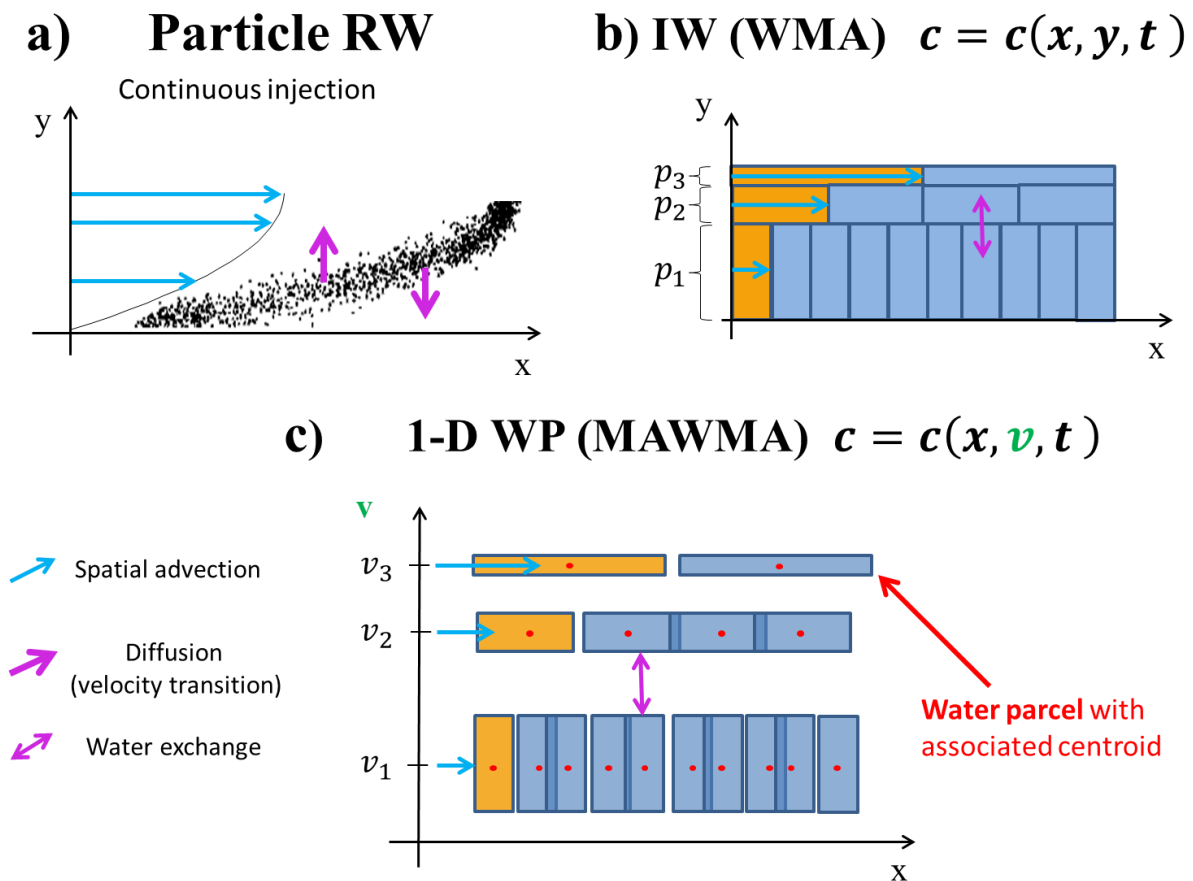 a) Particle RW
Continuous injection
y
x
b) IW (WMA) c = c(x, y, t)
y
p₃
p₂
p₁
x
c) 1-D WP (MAWMA) c = c(x, v, t)
v
v₃
v₂
v₁
x
Spatial advection
Diffusion
(velocity transition)
Water exchange
Water parcel with
associated centroid